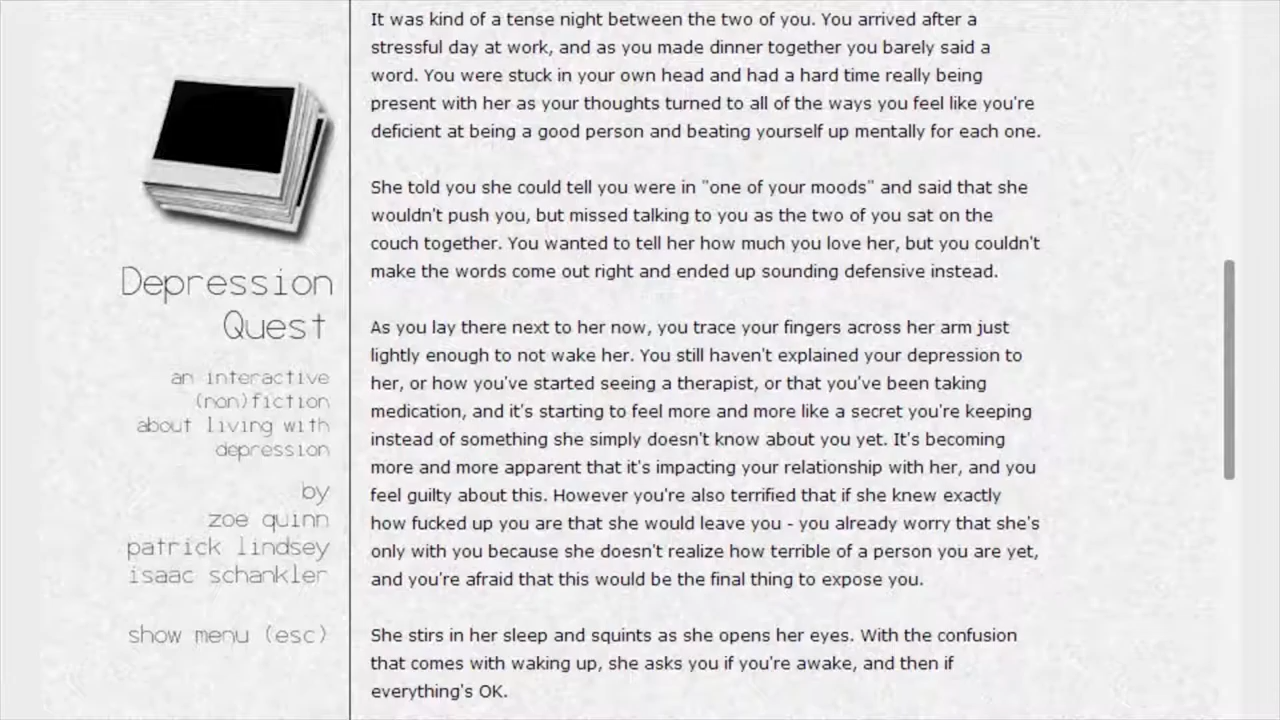 Depression
Quest
an interactive
(non)fiction
about living with
depression
by
zoe quinn
patrick lindsey
isaac schankler
show menu (esc)
It was kind of a tense night between the two of you. You arrived after a
stressful day at work, and as you made dinner together you barely said a
word. You were stuck in your own head and had a hard time really being
present with her as your thoughts turned to all of the ways you feel like you're
deficient at being a good person and beating yourself up mentally for each one.
She told you she could tell you were in "one of your moods" and said that she
wouldn't push you, but missed talking to you as the two of you sat on the
couch together. You wanted to tell her how much you love her, but you couldn't
make the words come out right and ended up sounding defensive instead.
As you lay there next to her now, you trace your fingers across her arm just
lightly enough to not wake her. You still haven't explained your depression to
her, or how you've started seeing a therapist, or that you've been taking
medication, and it's starting to feel more and more like a secret you're keeping
instead of something she simply doesn't know about you yet. It's becoming
more and more apparent that it's impacting your relationship with her, and you
feel guilty about this. However you're also terrified that if she knew exactly
how fucked up you are that she would leave you - you already worry that she's
only with you because she doesn't realize how terrible of a person you are yet,
and you're afraid that this would be the final thing to expose you.
She stirs in her sleep and squints as she opens her eyes. With the confusion
that comes with waking up, she asks you if you're awake, and then if
everything's OK.